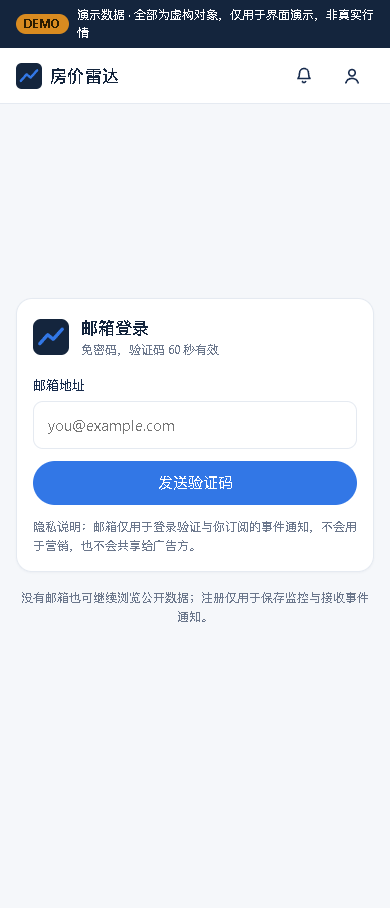 DEMO
演示数据 · 全部为虚构对象，仅用于界面演示，非真实行
情
房价雷达
邮箱登录
免密码，验证码 60 秒有效
邮箱地址
you@example.com
发送验证码
隐私说明：邮箱仅用于登录验证与你订阅的事件通知，不会用
于营销，也不会共享给广告方。
没有邮箱也可继续浏览公开数据；注册仅用于保存监控与接收事件
通知。